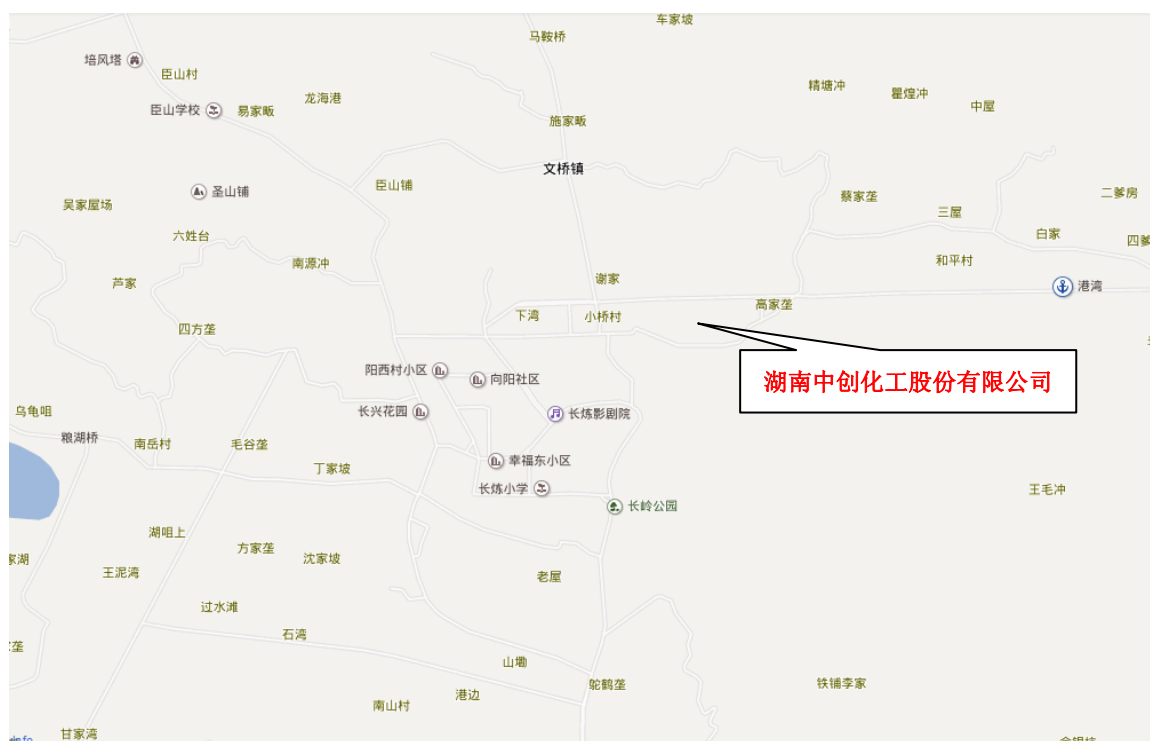 车家坡
马鞍桥
培风塔
臣山村
精塘冲
瞿煌冲
龙海港
中屋
臣山学校
易家畈
施家畈
文桥镇
臣山铺
圣山铺
二爹房
蔡家垄
吴家屋场
三屋
白家
六姓台
四爹
和平村
南源冲
谢家
芦家
港湾
高家垄
下湾
小桥村
四方垄
阳西村小区
向阳社区
湖南中创化工股份有限公司
乌龟咀
长兴花园
长炼影剧院
粮湖桥
南岳村
毛谷垄
丁家坡
幸福东小区
长炼小学
王毛冲
长岭公园
湖咀上
方家垄
沈家坡
家湖
王泥湾
老屋
过水滩
石湾
垄
山墈
鸵鹤垄
铁铺李家
港边
南山村
甘家湾